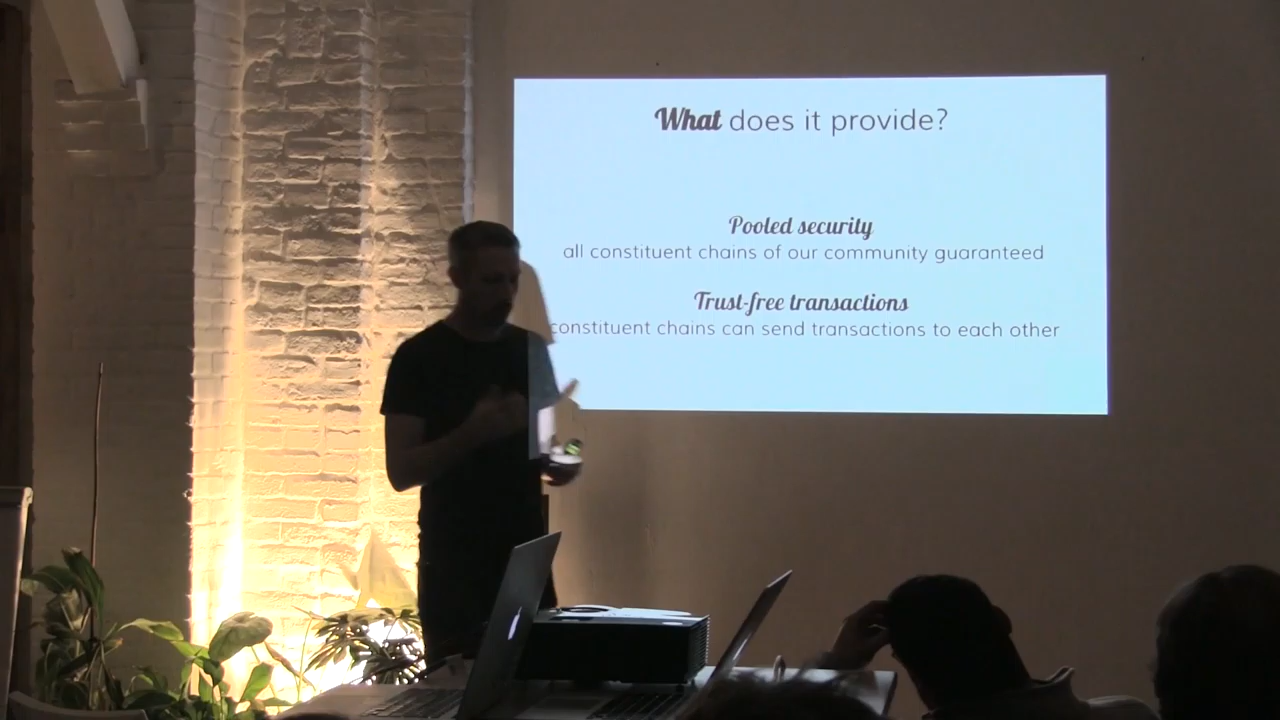 What does it provide?
Pooled security
all constituent chains of our community guaranteed
Trust-free transactions
constituent chains can send transactions to each other